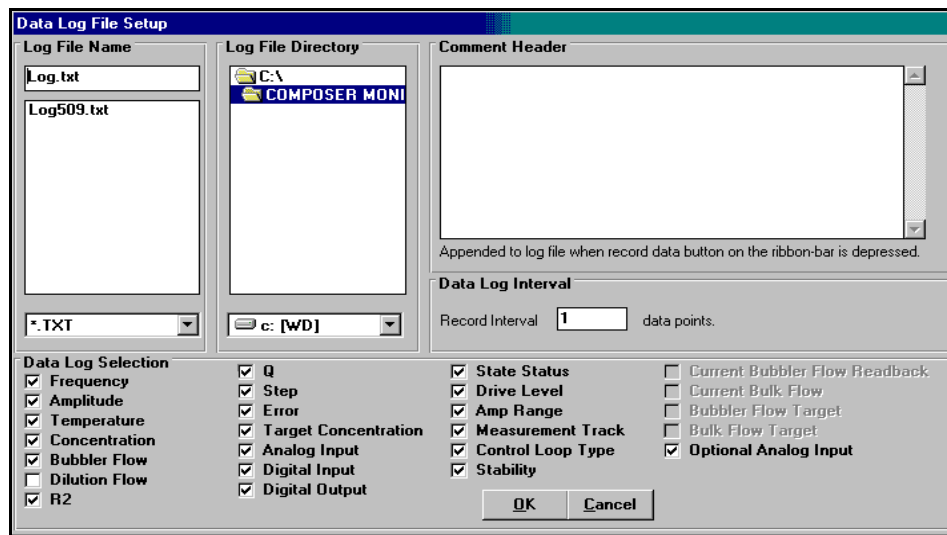 Data Log File Setup
Log File Name
Log.txt
Log509.txt
*.TXT
Log File Directory
C:\
COMPOSER MONI
c: [WD]
Comment Header
Appended to log file when record data button on the ribbon-bar is depressed.
Data Log Interval
Record Interval 1 data points.
Data Log Selection
Frequency
Amplitude
Temperature
Concentration
Bubbler Flow
Dilution Flow
R2
Q
Step
Error
Target Concentration
Analog Input
Digital Input
Digital Output
State Status
Drive Level
Amp Range
Measurement Track
Control Loop Type
Stability
Current Bubbler Flow Readback
Current Bulk Flow
Bubbler Flow Target
Bulk Flow Target
Optional Analog Input
OK Cancel